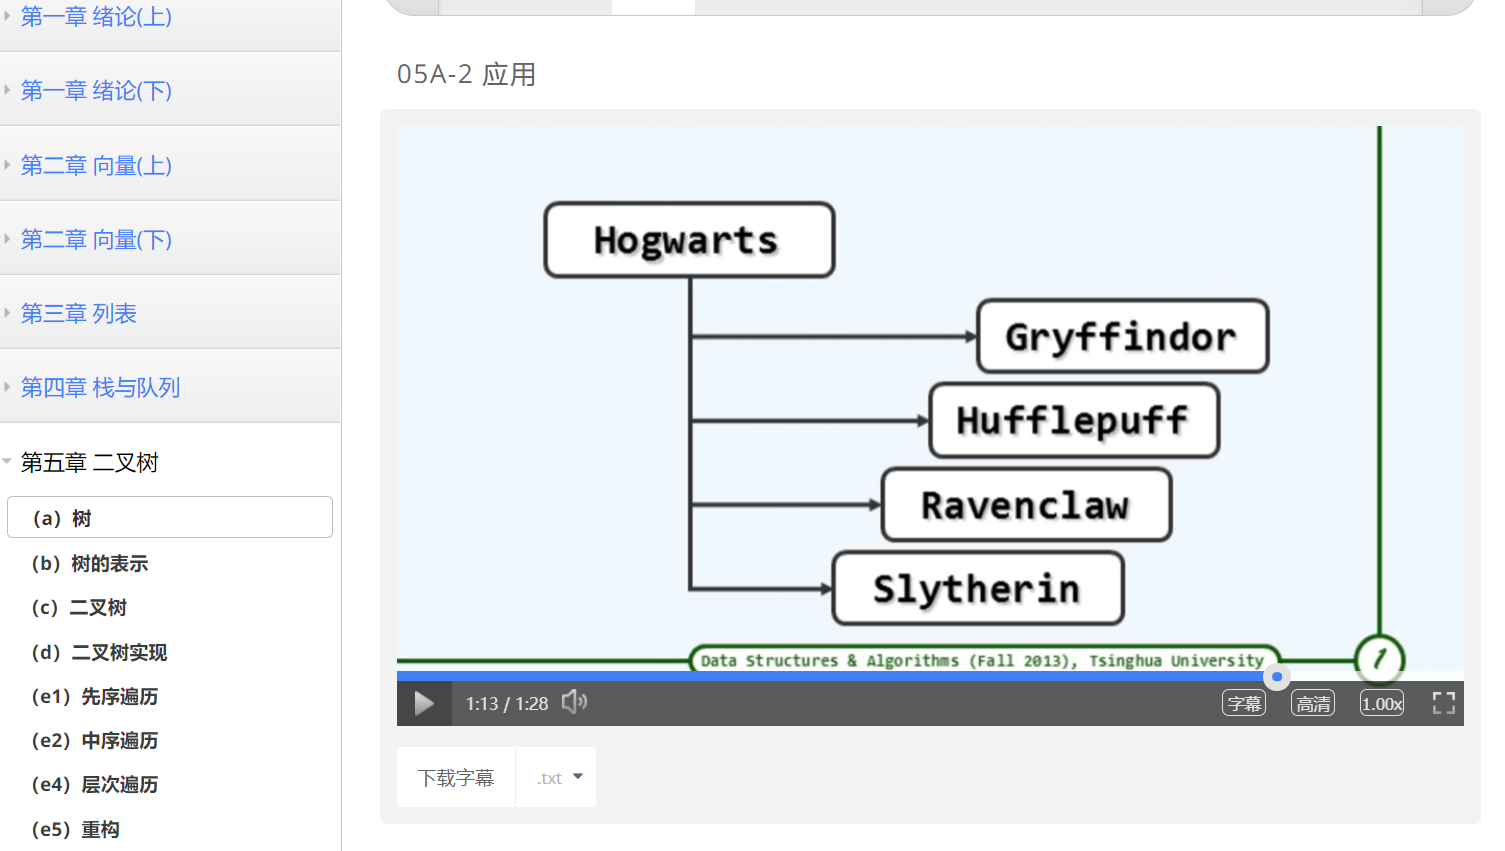 第一章 绪论(上)
第一章 绪论(下)
第二章 向量(上)
第二章 向量(下)
第三章 列表
第四章 栈与队列
第五章 二叉树
（a）树
（b）树的表示
（c）二叉树
（d）二叉树实现
（e1）先序遍历
（e2）中序遍历
（e4）层次遍历
（e5）重构
05A-2 应用
Hogwarts
Gryffindor
Hufflepuff
Ravenclaw
Slytherin
Data Structures & Algorithms (Fall 2013), Tsinghua University
1
1:13 / 1:28
字幕
高清
1.00x
下载字幕
.txt